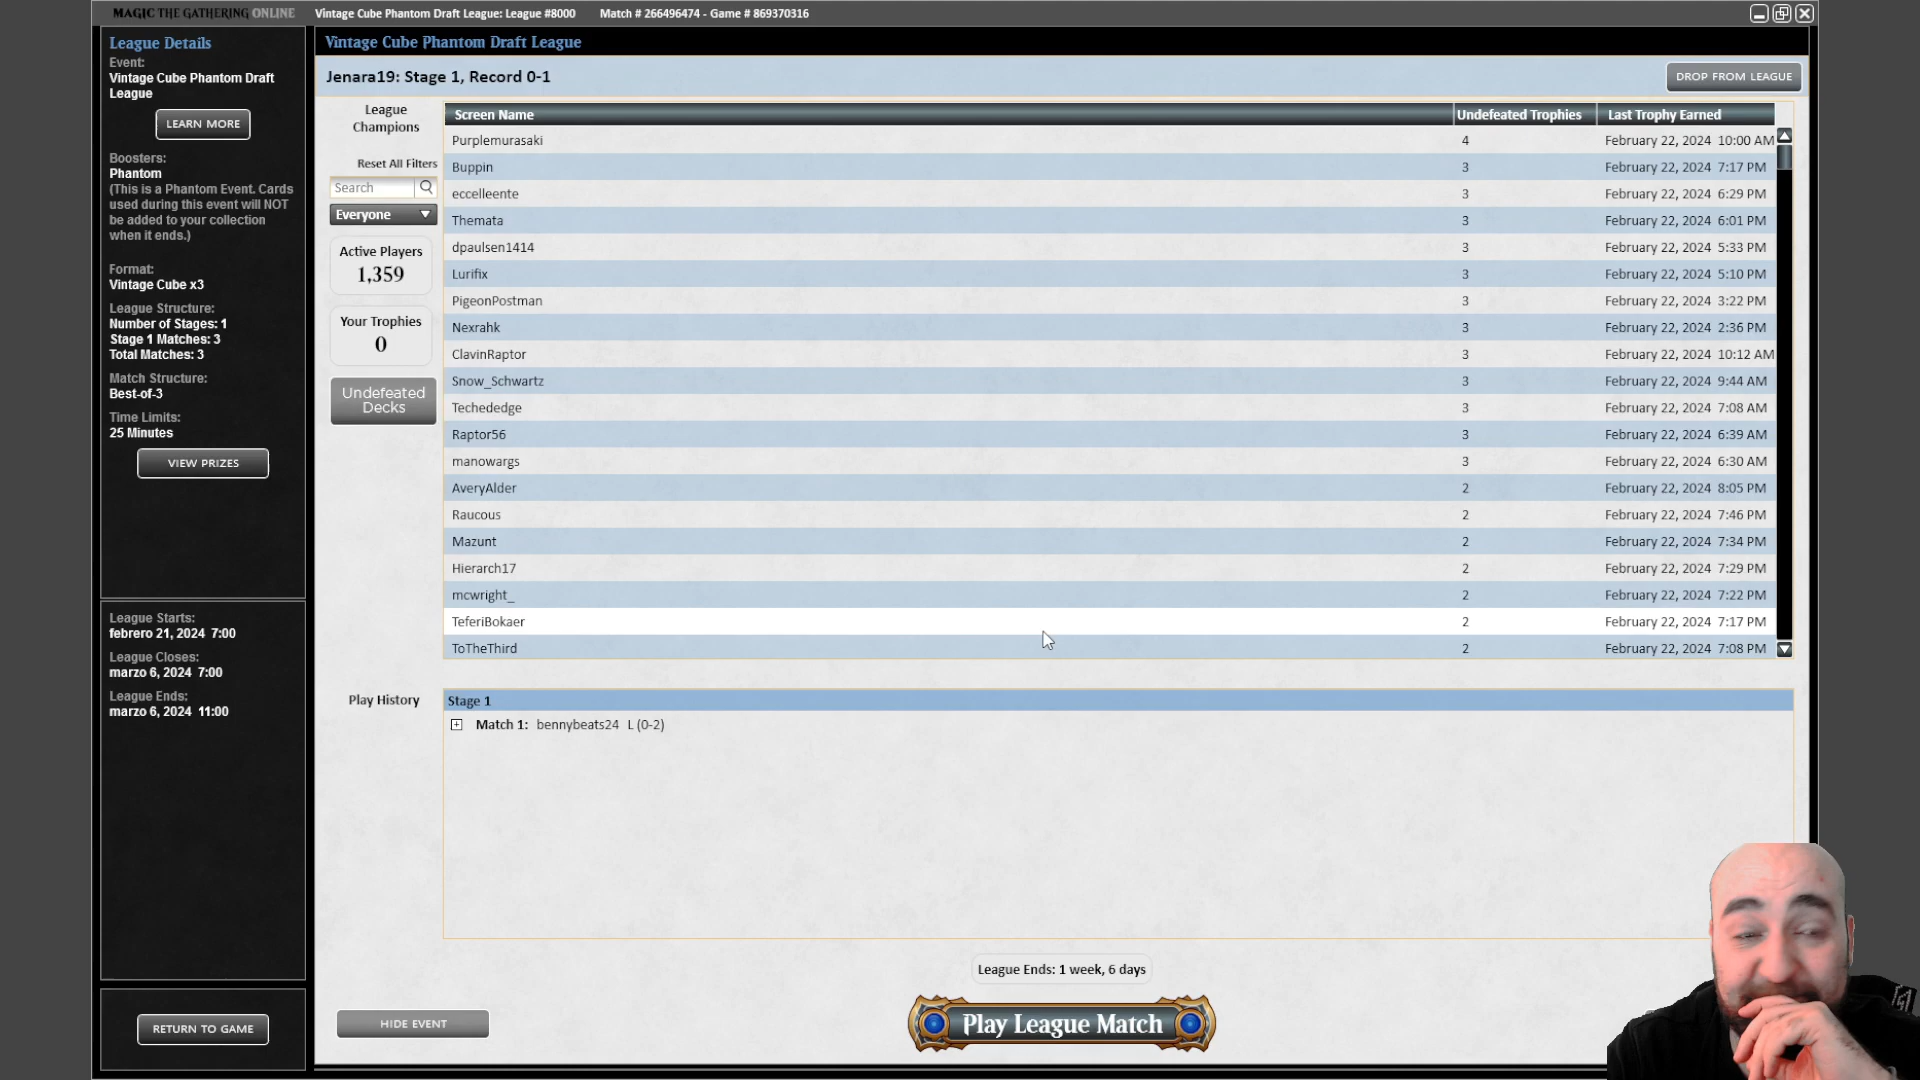 MAGIC THE GATHERING ONLINE
Vintage Cube Phantom Draft League: League #8000
Match # 266496474 - Game # 869370316
League Details
Event:
Vintage Cube Phantom Draft
League
LEARN MORE
Boosters:
Phantom
(This is a Phantom Event. Cards
used during this event will NOT
be added to your collection
when it ends.)
Format:
Vintage Cube x3
League Structure:
Number of Stages: 1
Stage 1 Matches: 3
Total Matches: 3
Match Structure:
Best-of-3
Time Limits:
25 Minutes
VIEW PRIZES
League Starts:
febrero 21, 2024 7:00
League Closes:
marzo 6, 2024 7:00
League Ends:
marzo 6, 2024 11:00
RETURN TO GAME
Vintage Cube Phantom Draft League
Jenara19: Stage 1, Record 0-1
DROP FROM LEAGUE
League
Champions
Reset All Filters
Search
Everyone
Active Players
1,359
Your Trophies
0
Undefeated
Decks
Screen Name Undefeated Trophies Last Trophy Earned
Purplemurasaki 4 February 22, 2024 10:00 AM
Buppin 3 February 22, 2024 7:17 PM
eccelleente 3 February 22, 2024 6:29 PM
Themata 3 February 22, 2024 6:01 PM
dpaulsen1414 3 February 22, 2024 5:33 PM
Lurifix 3 February 22, 2024 5:10 PM
PigeonPostman 3 February 22, 2024 3:22 PM
Nexrahk 3 February 22, 2024 2:36 PM
ClavinRaptor 3 February 22, 2024 10:12 AM
Snow_Schwartz 3 February 22, 2024 9:44 AM
Techededge 3 February 22, 2024 7:08 AM
Raptor56 3 February 22, 2024 6:39 AM
manowargs 3 February 22, 2024 6:30 AM
AveryAlder 2 February 22, 2024 8:05 PM
Raucous 2 February 22, 2024 7:46 PM
Mazunt 2 February 22, 2024 7:34 PM
Hierarch17 2 February 22, 2024 7:29 PM
mcwright_ 2 February 22, 2024 7:22 PM
TeferiBokaer 2 February 22, 2024 7:17 PM
ToTheThird 2 February 22, 2024 7:08 PM
Play History
Stage 1
Match 1: bennybeats24 L (0-2)
League Ends: 1 week, 6 days
HIDE EVENT
Play League Match